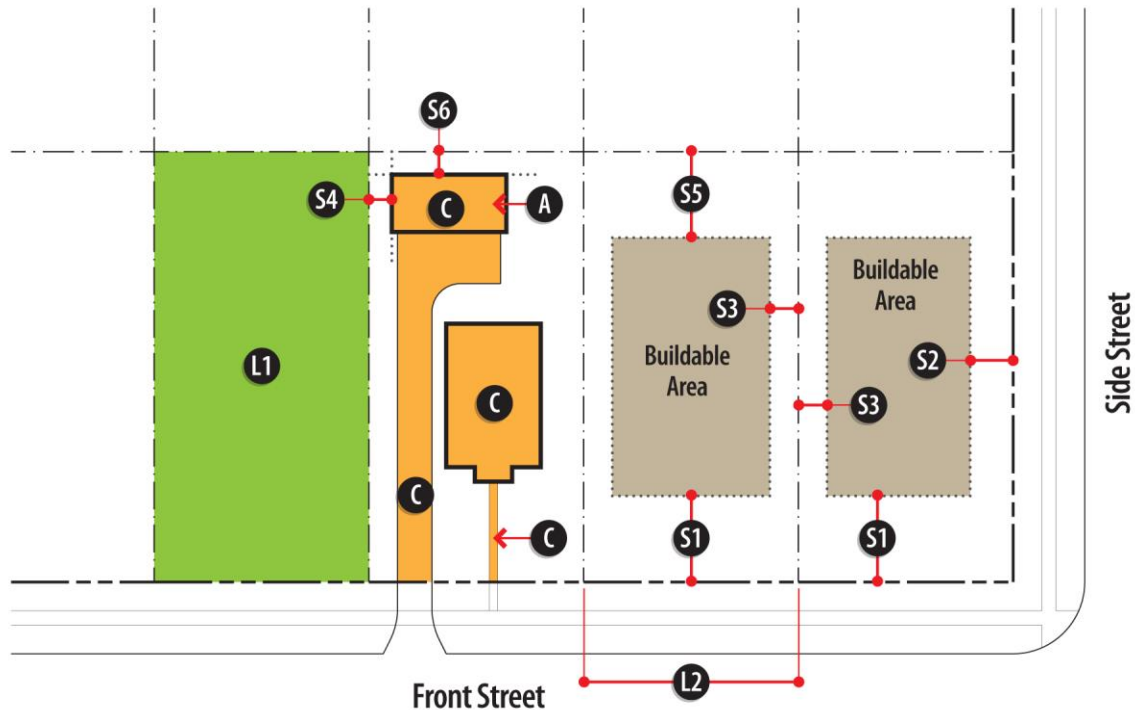 S6
S4
C
A
S5
Buildable
Area
S3
Buildable
Area
S2
L1
C
S3
C
C
S1
S1
Side Street
L2
Front Street